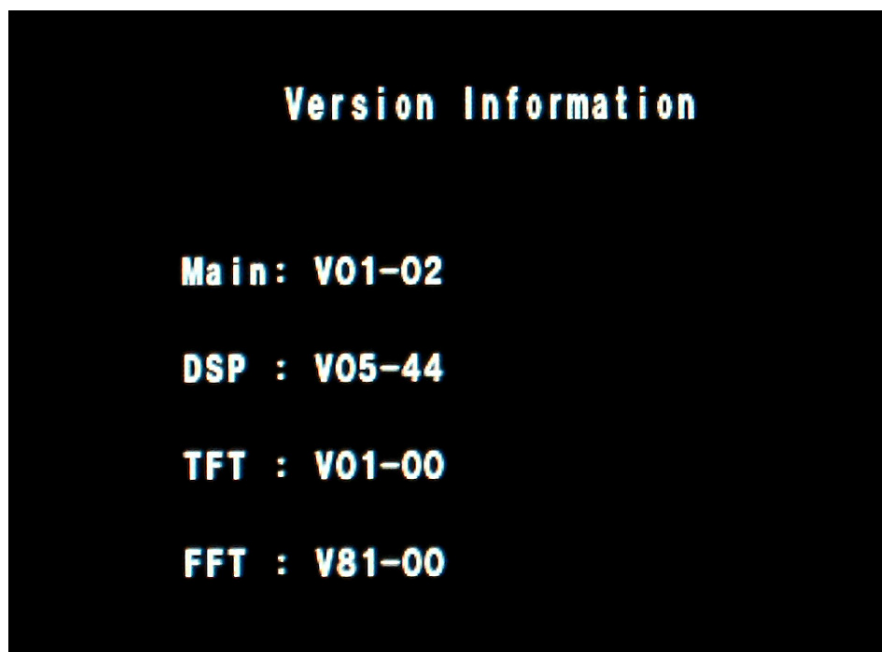 Version Information
Main: V01-02
DSP : V05-44
TFT : V01-00
FFT : V81-00